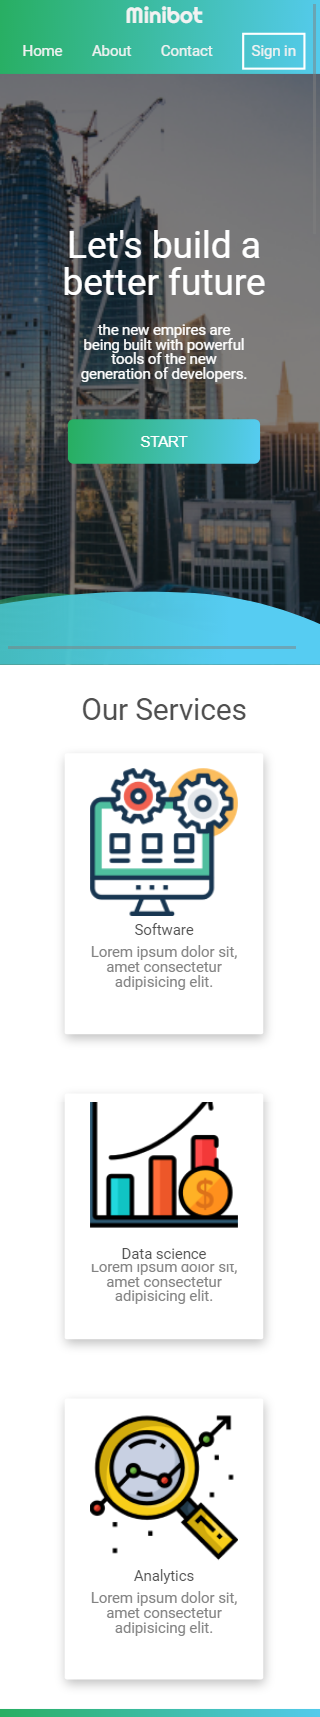 Minibot
Home About Contact Sign in
Let's build a
better future
the new empires are
being built with powerful
tools of the new
generation of developers.
START
Our Services
Software
Lorem ipsum dolor sit,
amet consectetur
adipisicing elit.
Data science
Lorem ipsum dolor sit,
amet consectetur
adipisicing elit.
Analytics
Lorem ipsum dolor sit,
amet consectetur
adipisicing elit.